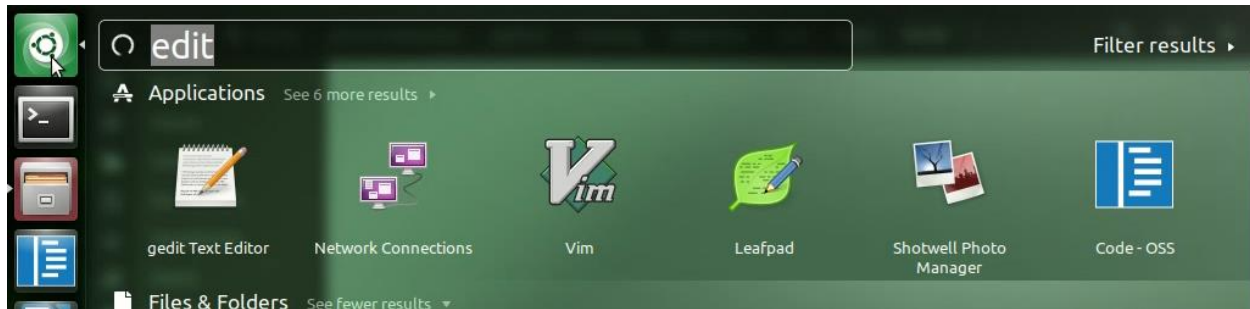 edit
Filter results ▸
Applications See 6 more results ▸
>_
Vim
gedit Text Editor Network Connections Vim Leafpad Shotwell Photo Manager Code - OSS
Files & Folders See fewer results ▾